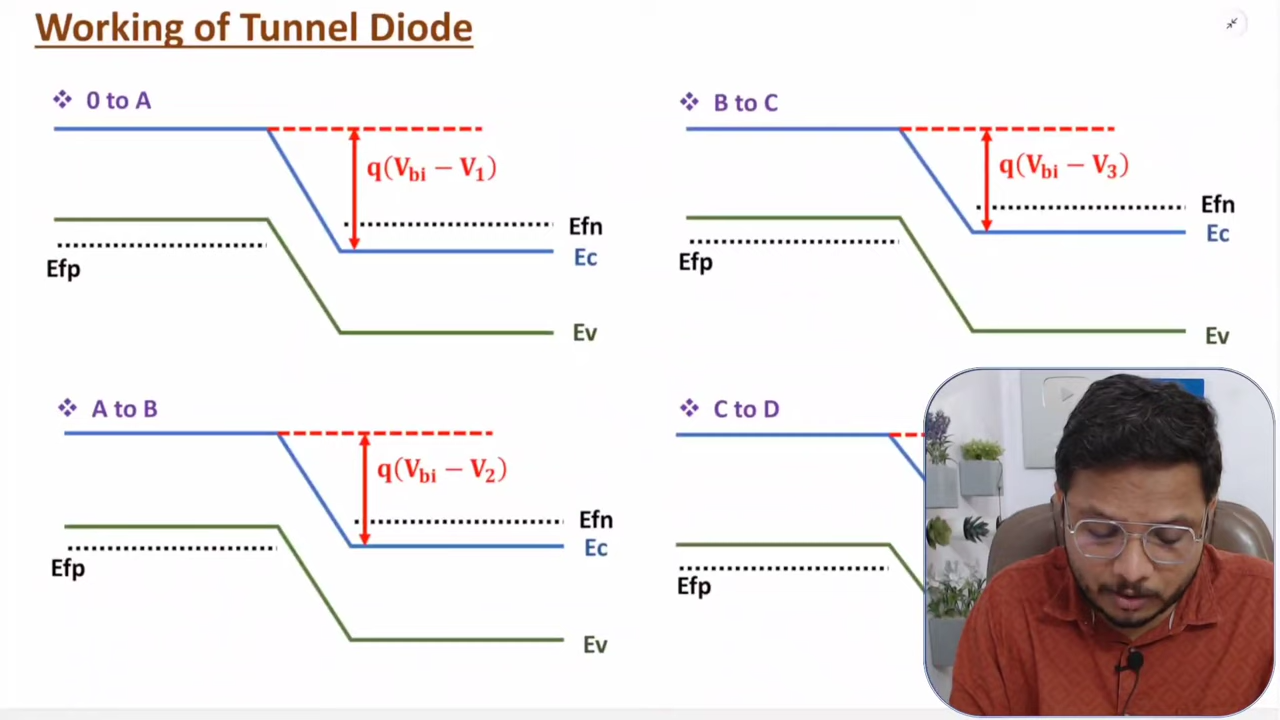 Working of Tunnel Diode
❖ 0 to A
q(Vbi − V1)
Efn
Efp
Ec
Ev
❖ B to C
q(Vbi − V3)
Efn
Ec
Efp
Ev
❖ A to B
q(Vbi − V2)
Efn
Ec
Efp
Ev
❖ C to D
Efp